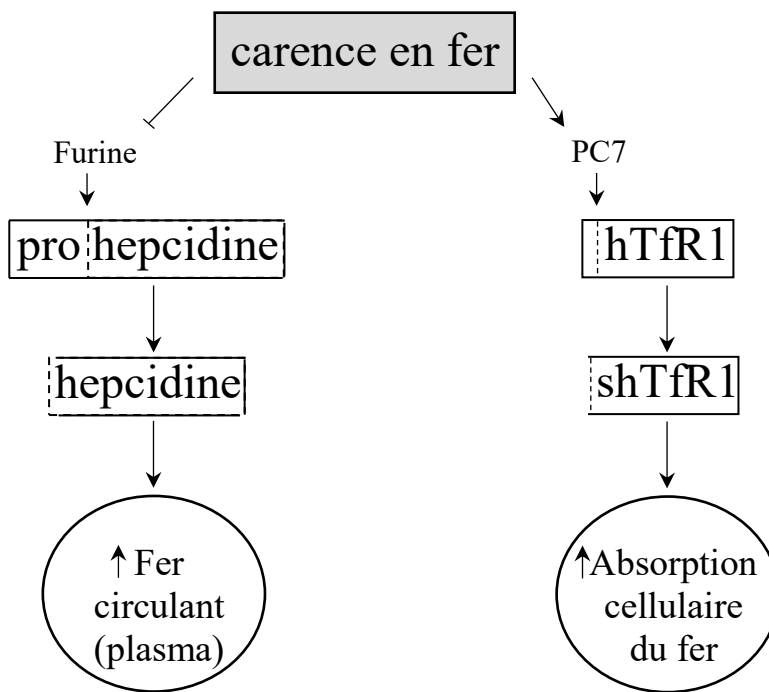 carence en fer
Furine
PC7
pro hepcidine
hTfR1
hepcidine
shTfR1
↑ Fer
circulant
(plasma)
↑Absorption
cellulaire
du fer